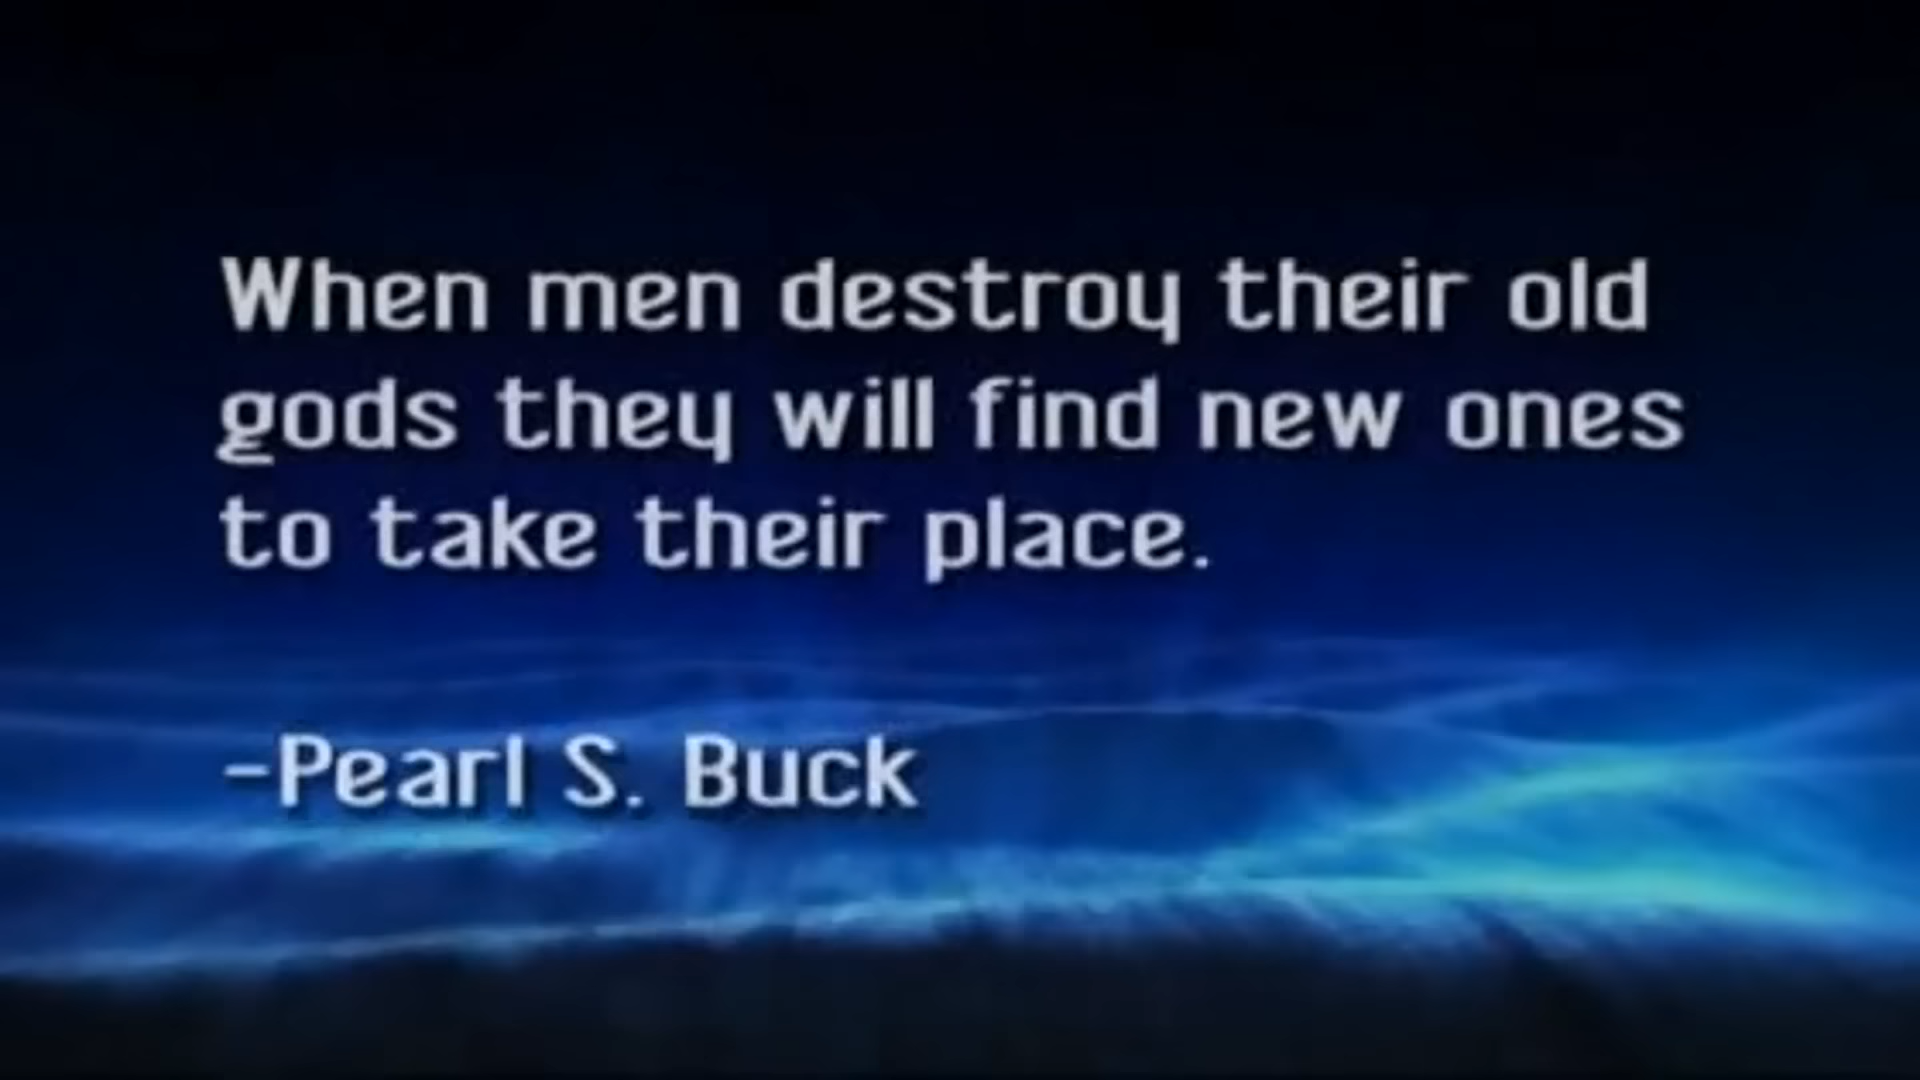 When men destroy their old
gods they will find new ones
to take their place.
-Pearl S. Buck